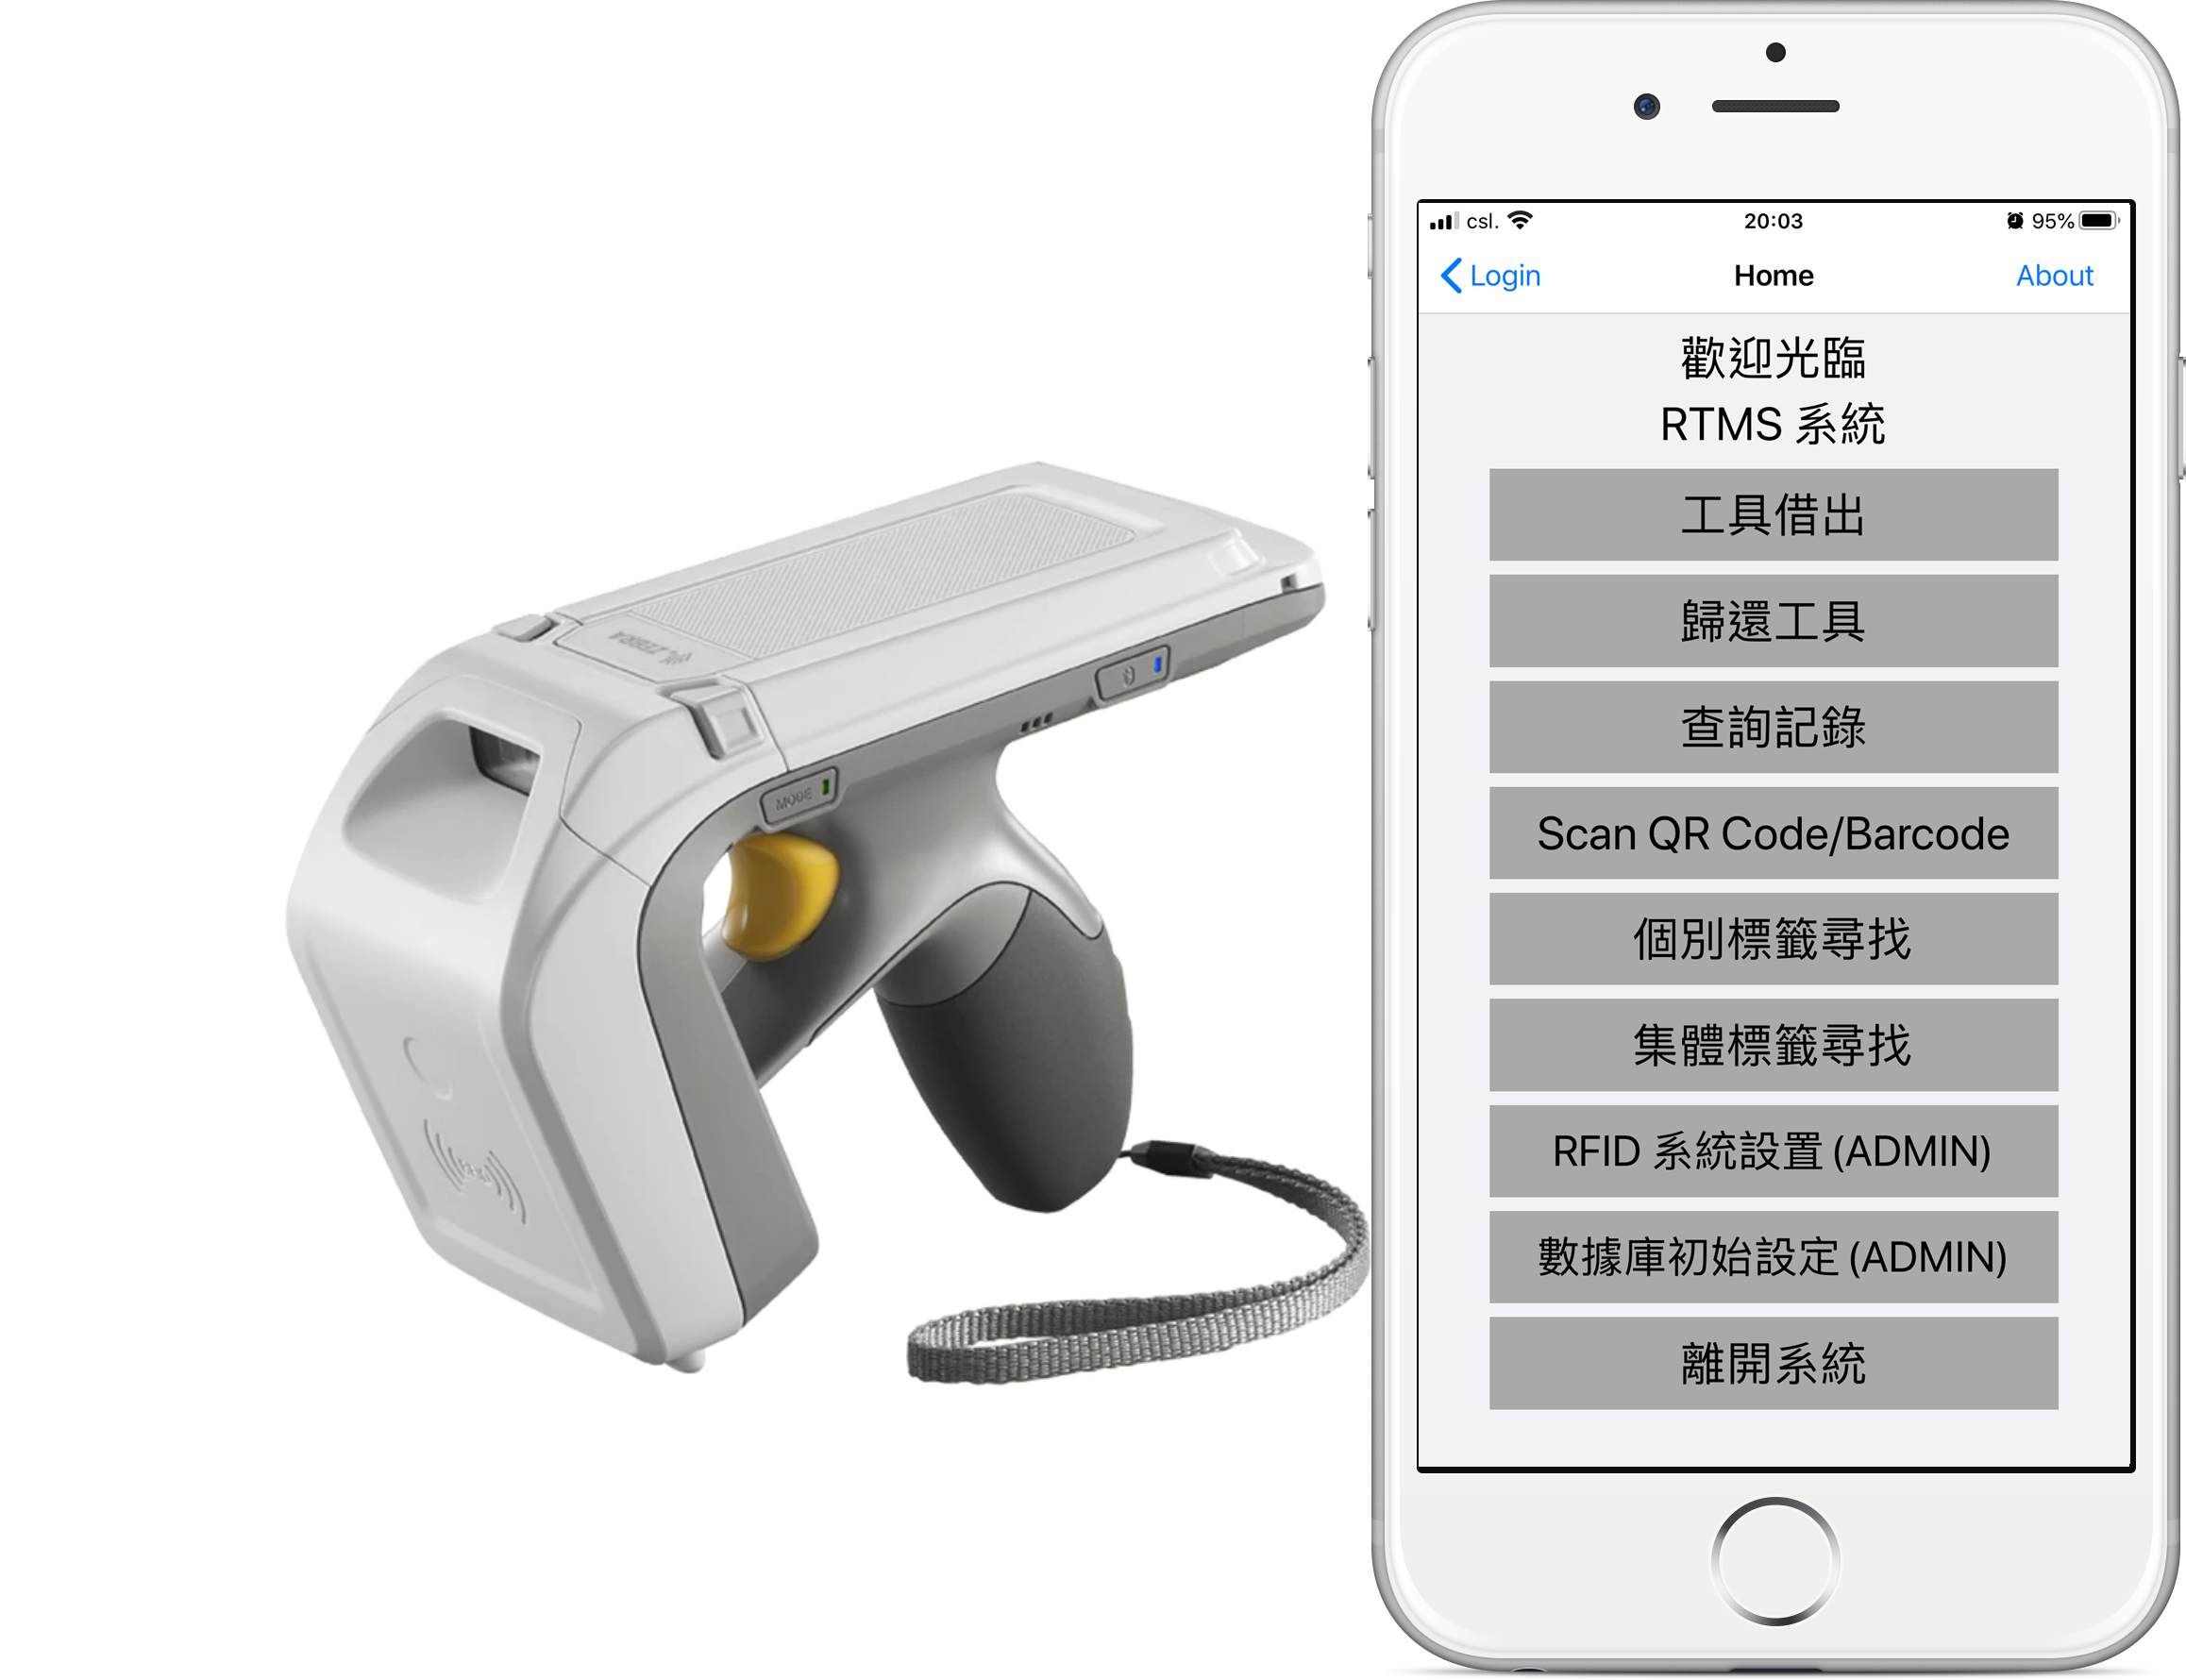 ZEBRA
MODE
csl. 20:03 95%
Login Home About
歡迎光臨
RTMS 系統
工具借出
歸還工具
查詢記錄
Scan QR Code/Barcode
個別標籤尋找
集體標籤尋找
RFID 系統設置 (ADMIN)
數據庫初始設定 (ADMIN)
離開系統